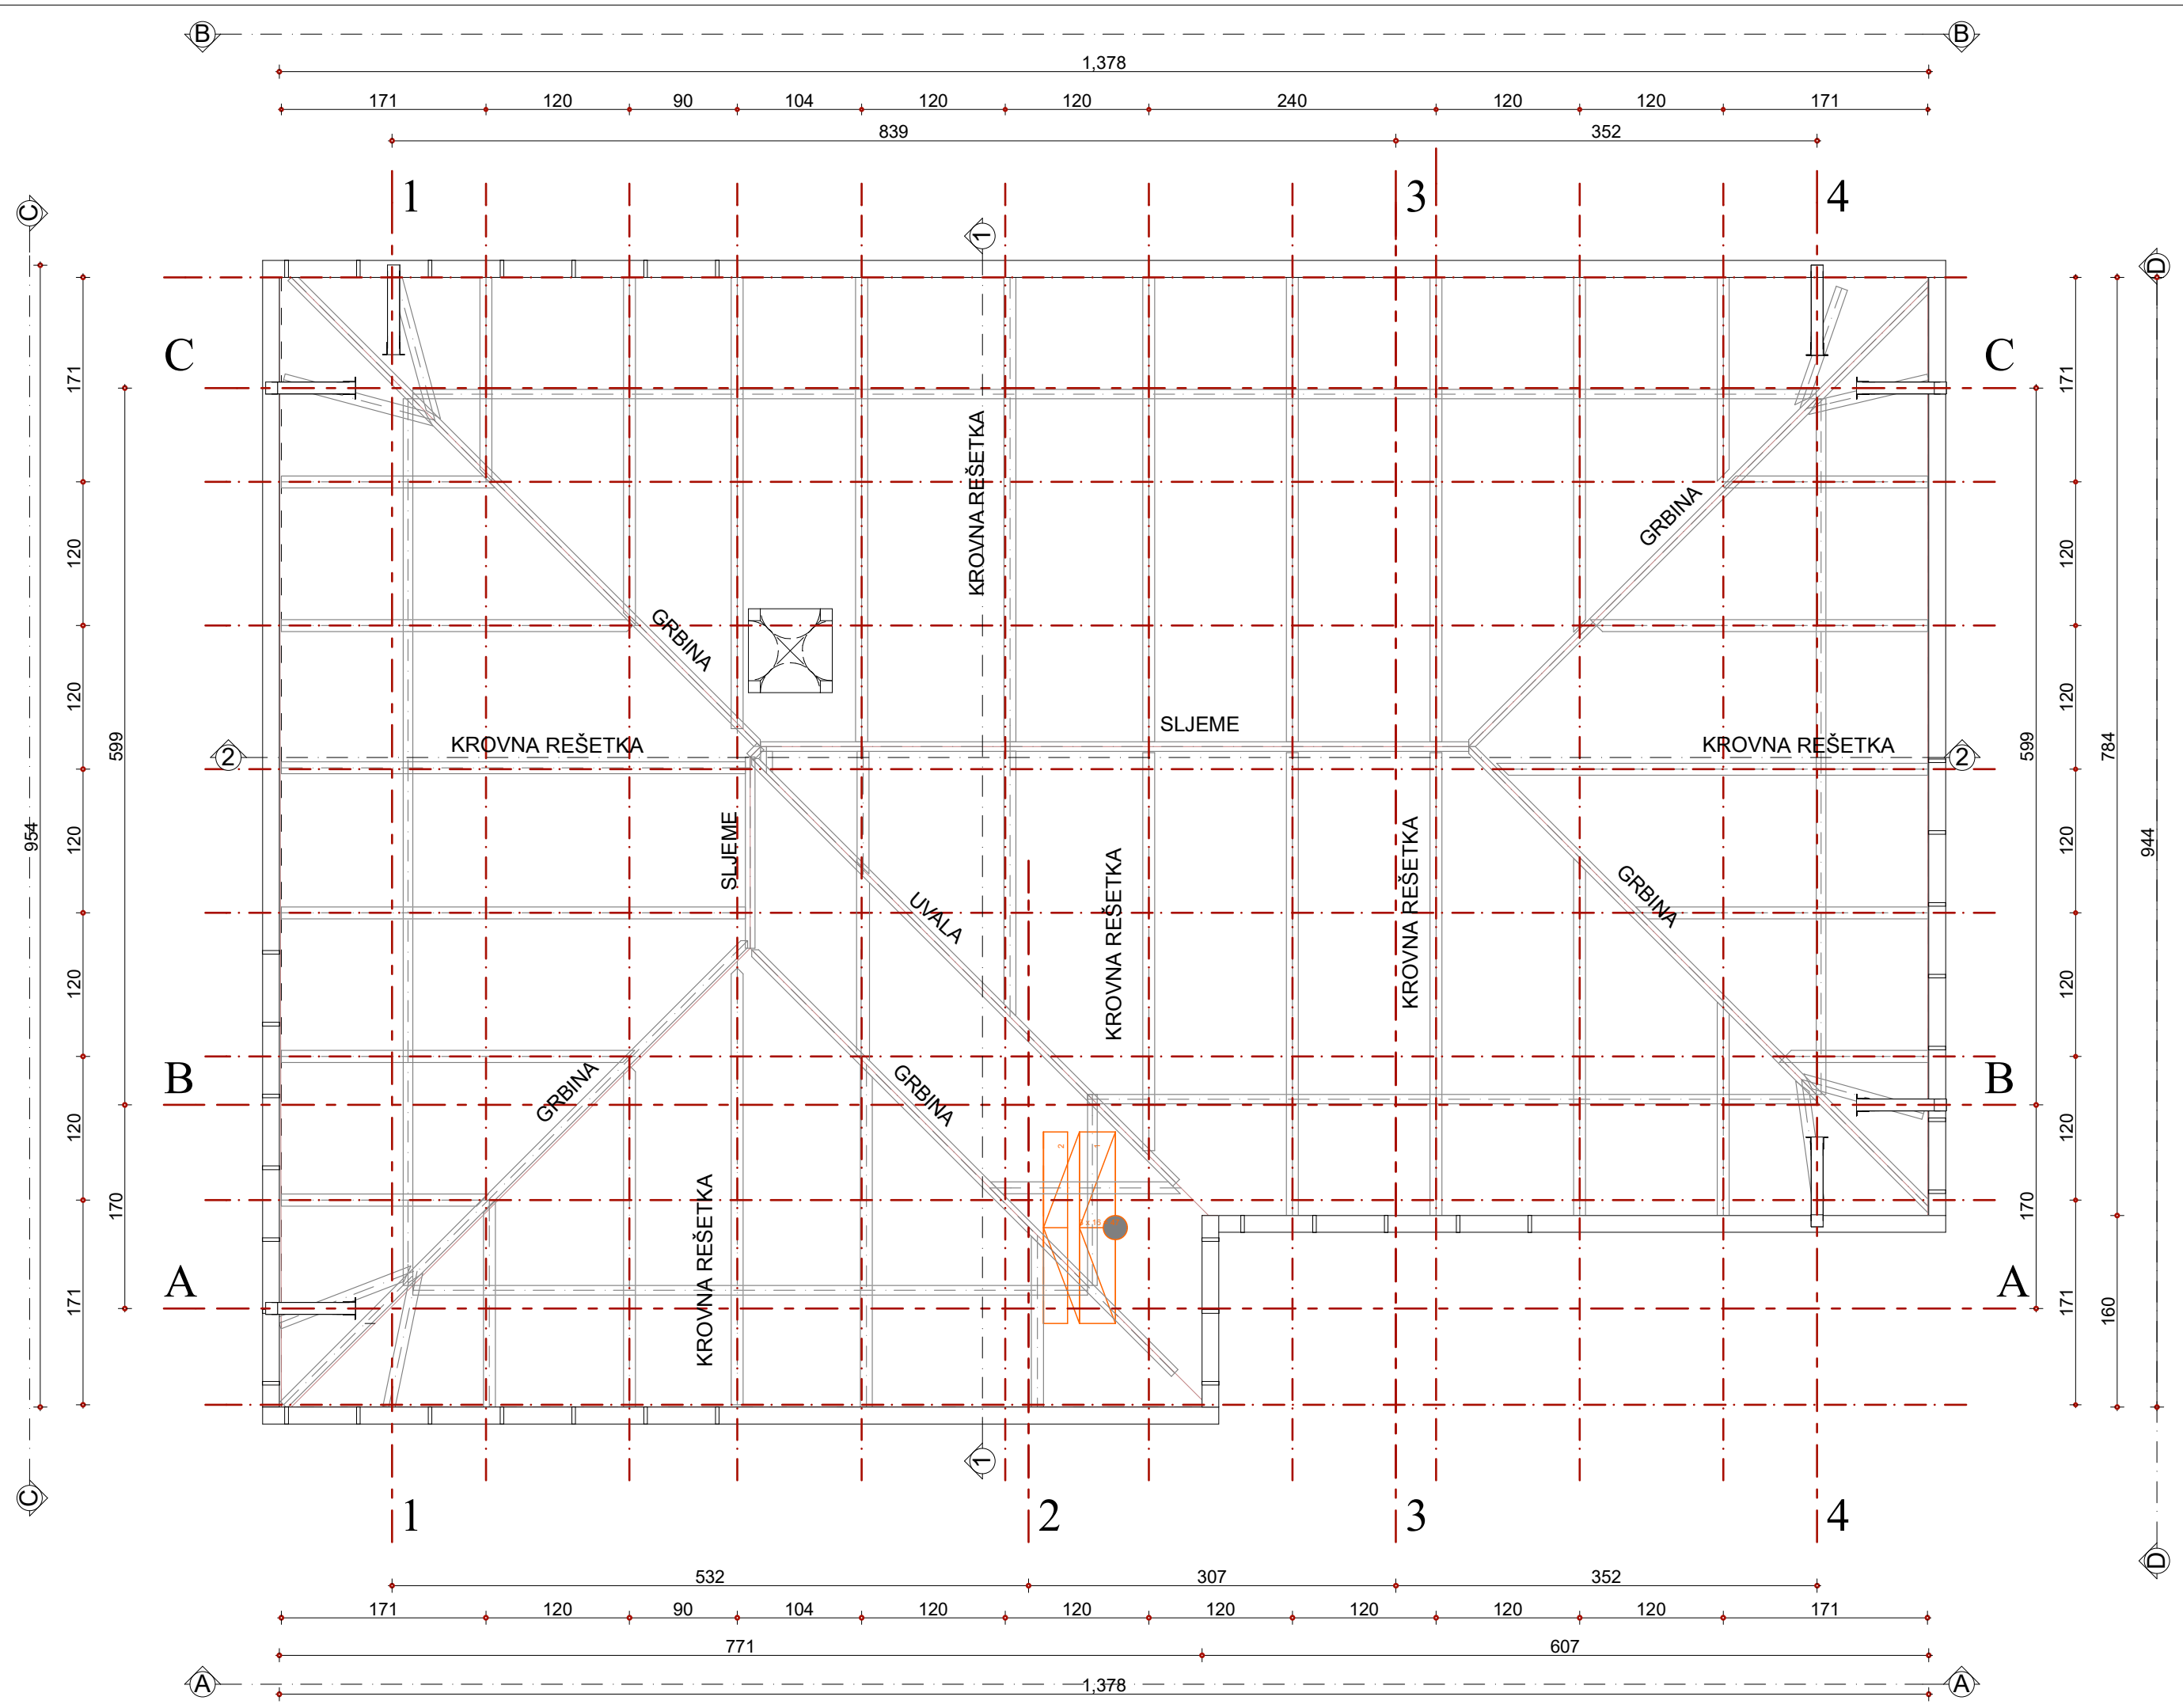 B B
1,378
171 120 90 104 120 120 240 120 120 171
839 352
1 3 4
C D
1
C C
171 171
KROVNA REŠETKA
GRBINA
120 120
GRBINA
120 120
SLJEME
KROVNA REŠETKA KROVNA REŠETKA
2 2
599 599 784
954 944
120 120
SLJEME
KROVNA REŠETKA
KROVNA REŠETKA
GRBINA
UVALA
120 120
B B
GRBINA
GRBINA
120 120
2 1
170 170
KROVNA REŠETKA
A A
171 171 160
1
C D
1 2 3 4
532 307 352
171 120 90 104 120 120 120 120 120 120 171
771 607
A A
1,378